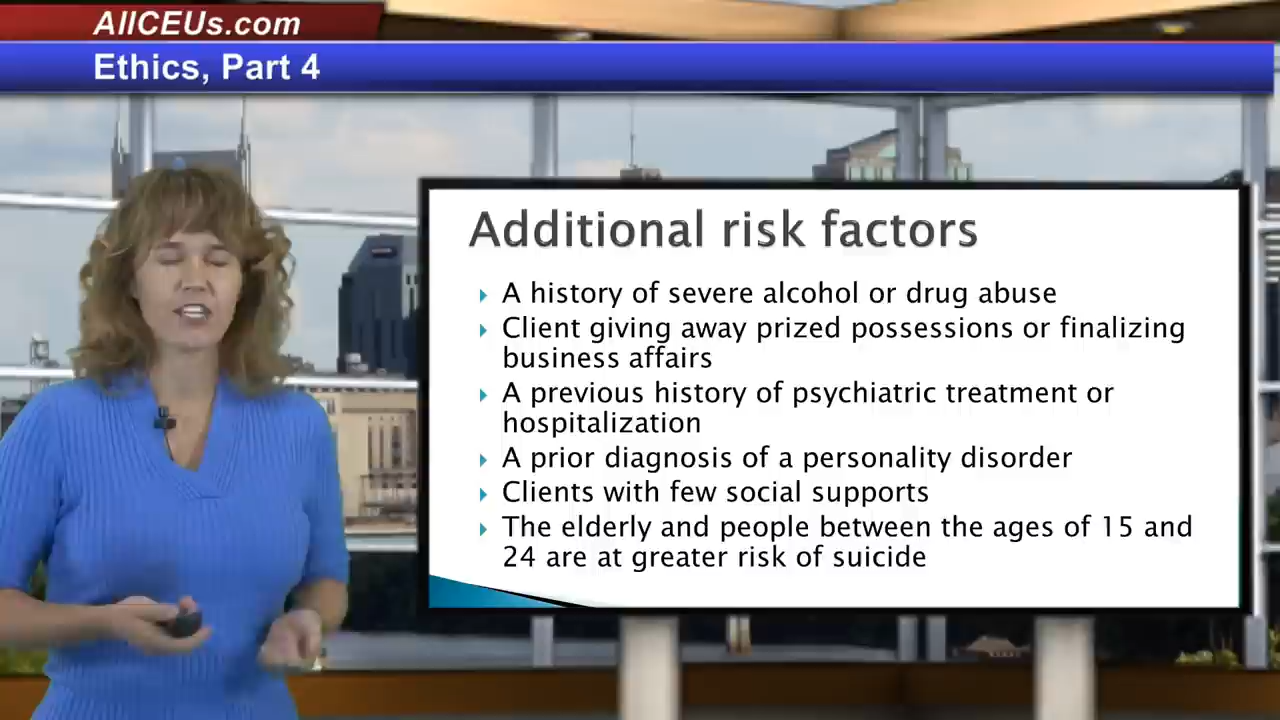 AllCEUs.com
Ethics, Part 4
Additional risk factors
A history of severe alcohol or drug abuse
Client giving away prized possessions or finalizing
business affairs
A previous history of psychiatric treatment or
hospitalization
A prior diagnosis of a personality disorder
Clients with few social supports
The elderly and people between the ages of 15 and
24 are at greater risk of suicide